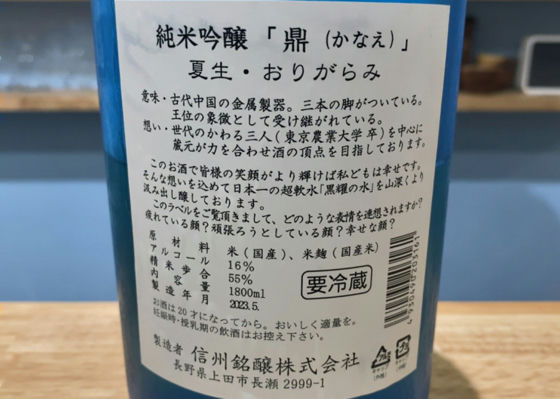 純米吟醸「鼎(かなえ)」
夏生・おりがらみ
意味・古代中国の金属製器。三本の脚がついている。
王位の象徴として受け継がれている。
想い・世代のかわる三人(東京農業大学卒)を中心に
蔵元が力を合わせ酒の頂点を目指しております。
このお酒で皆様の笑顔がより輝けば私どもは幸せです。
そんな想いを込めて日本一の超軟水「黒耀の水」を山深くより
汲み出し醸しております。
このラベルをご覧頂きまして、どのような表情を連想されますか?
疲れている顔?頑張ろうとしている顔?幸せな顔?
原材料 米(国産)、米麹(国産米)
アルコール 16%
精米歩合 55%
内容量 1800ml
製造年月 2023.5.
要冷蔵
お酒は20才になってから。おいしく適量を。
妊娠時・授乳期の飲酒はお控え下さい。
製造者 信州銘醸株式会社
長野県上田市長瀬2999-1
4930490203161